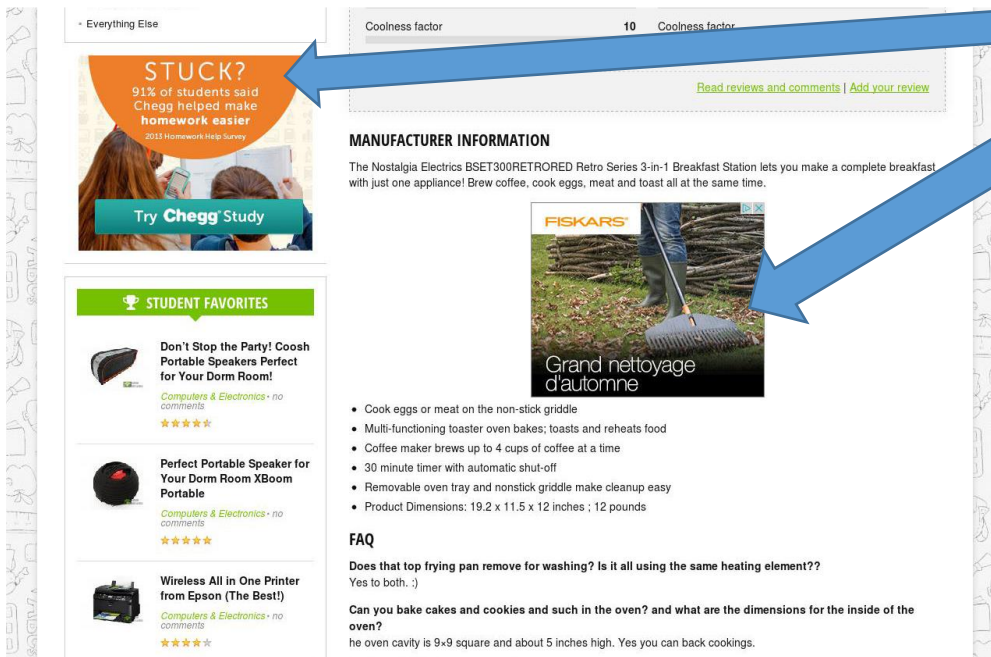 Everything Else
STUCK?
91% of students said
Chegg helped make
homework easier
2013 Homework Help Survey
Try Chegg Study
STUDENT FAVORITES
Don't Stop the Party! Coosh
Portable Speakers Perfect
for Your Dorm Room!
Computers & Electronics • no
comments
Perfect Portable Speaker for
Your Dorm Room XBoom
Portable
Computers & Electronics • no
comments
Wireless All in One Printer
from Epson (The Best!)
Computers & Electronics • no
comments
Coolness factor 10 Coolness factor
Read reviews and comments | Add your review
MANUFACTURER INFORMATION
The Nostalgia Electrics BSET300RETRORED Retro Series 3-in-1 Breakfast Station lets you make a complete breakfast
with just one appliance! Brew coffee, cook eggs, meat and toast all at the same time.
FISKARS®
Grand nettoyage
d'automne
• Cook eggs or meat on the non-stick griddle
• Multi-functioning toaster oven bakes; toasts and reheats food
• Coffee maker brews up to 4 cups of coffee at a time
• 30 minute timer with automatic shut-off
• Removable oven tray and nonstick griddle make cleanup easy
• Product Dimensions: 19.2 x 11.5 x 12 inches ; 12 pounds
FAQ
Does that top frying pan remove for washing? Is it all using the same heating element??
Yes to both. :)
Can you bake cakes and cookies and such in the oven? and what are the dimensions for the inside of the
oven?
he oven cavity is 9×9 square and about 5 inches high. Yes you can back cookings.